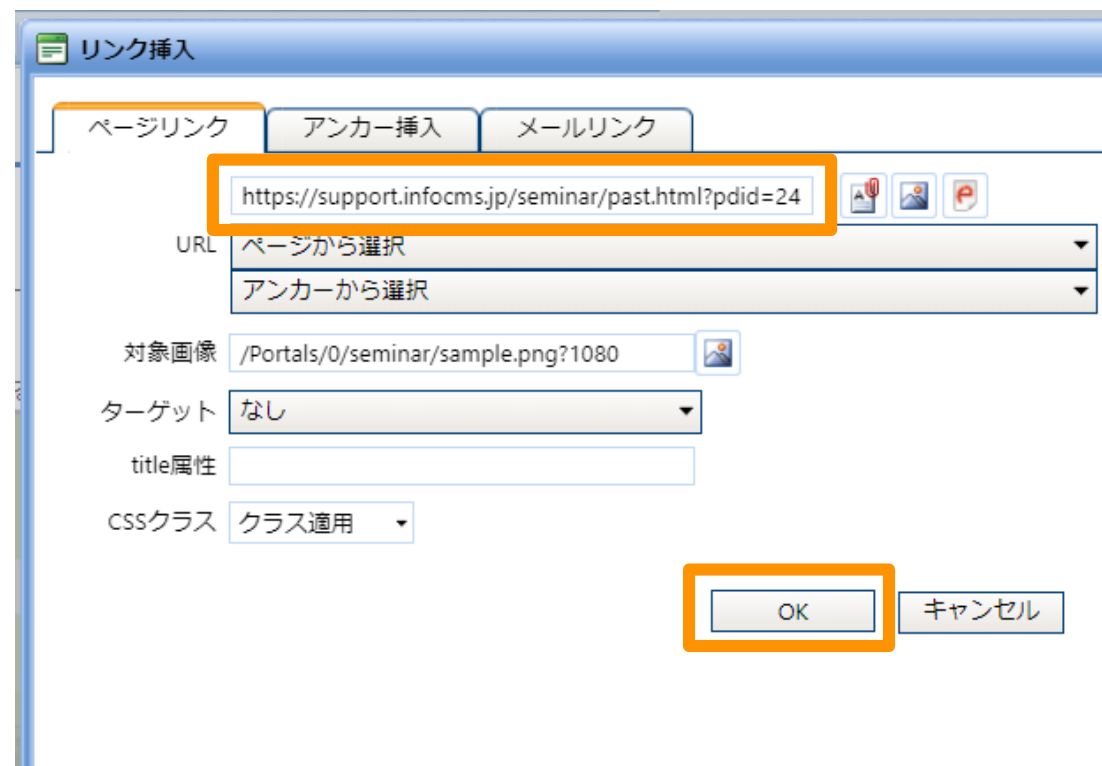 リンク挿入
ページリンク アンカー挿入 メールリンク
https://support.infocms.jp/seminar/past.html?pdid=24
URL ページから選択
アンカーから選択
対象画像 /Portals/0/seminar/sample.png?1080
ターゲット なし
title属性
CSSクラス クラス適用
OK キャンセル